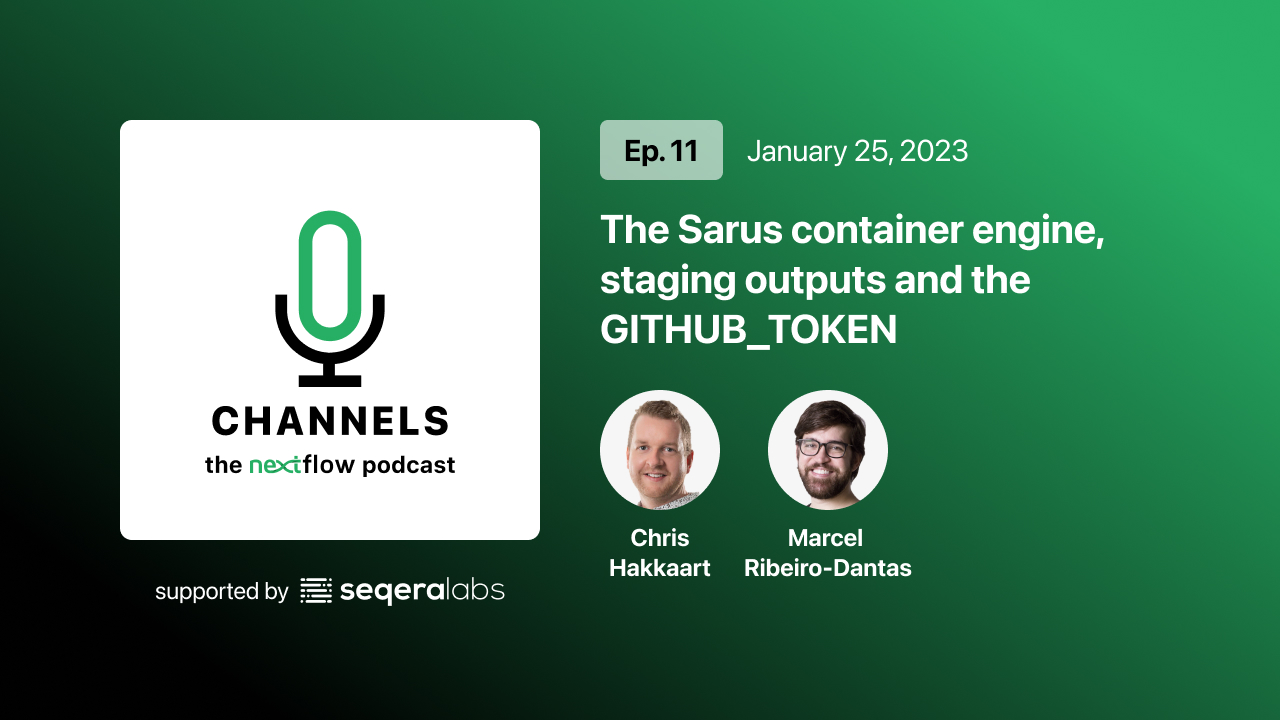 CHANNELS
the nextflow podcast
supported by seqeralabs
Ep. 11
January 25, 2023
The Sarus container engine,
staging outputs and the
GITHUB_TOKEN
Chris
Hakkaart
Marcel
Ribeiro-Dantas